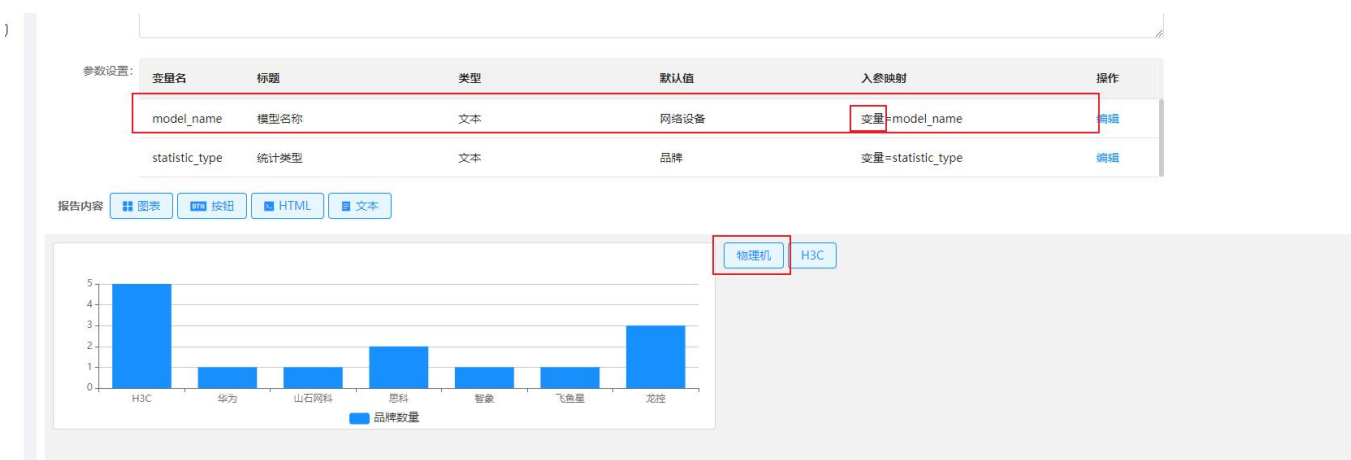 )
参数设置:
变量名 标题 类型 默认值 入参映射 操作
model_name 模型名称 文本 网络设备 变量=model_name 编辑
statistic_type 统计类型 文本 品牌 变量=statistic_type 编辑
报告内容 图表 BTN 按钮 HTML 文本
物理机 H3C
5
4
3
2
1
0
H3C 华为 山石网科 思科 智象 飞鱼星 龙控
品牌数量